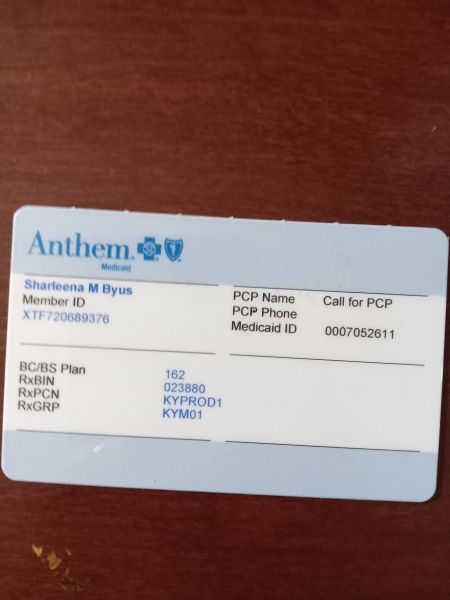 Anthem
Medicaid
Sharleena M Byus
Member ID
XTF720689376
PCP Name Call for PCP
PCP Phone
Medicaid ID 0007052611
BC/BS Plan 162
RxBIN 023880
RxPCN KYPROD1
RxGRP KYM01